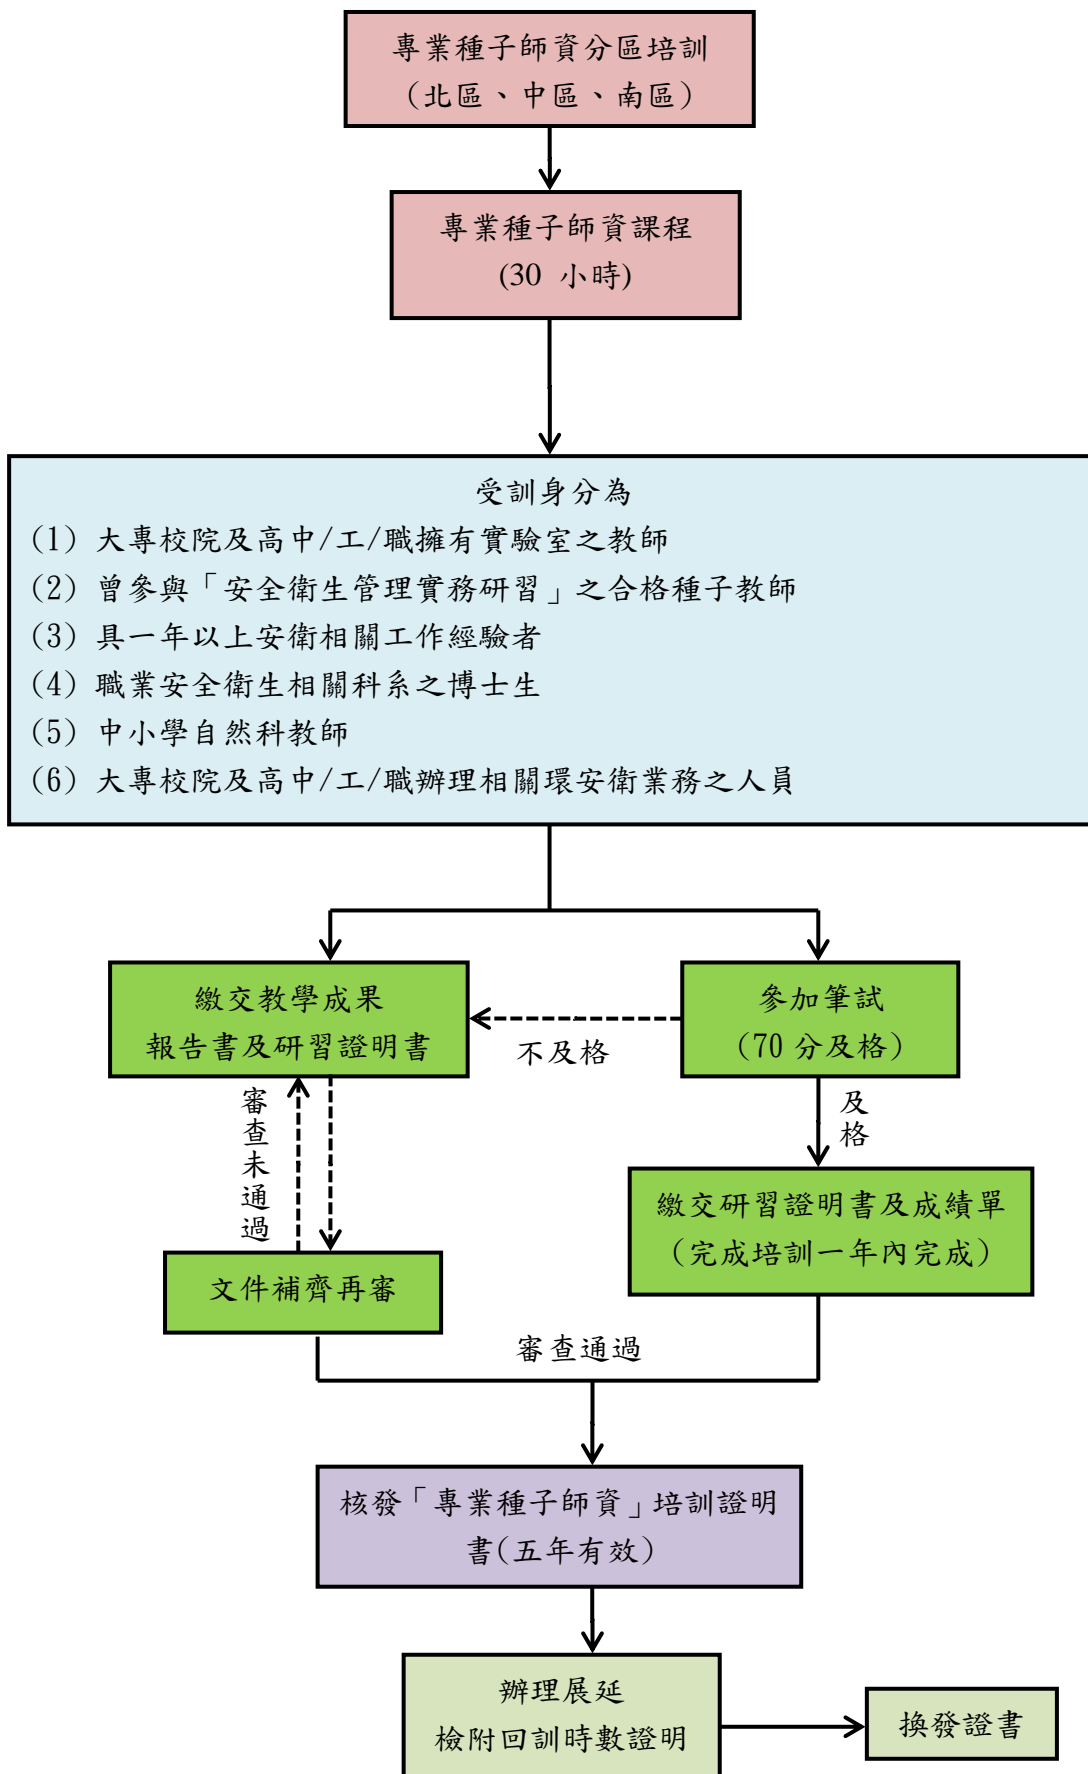 專業種子師資分區培訓
（北區、中區、南區）
專業種子師資課程
(30 小時)
受訓身分為
(1) 大專校院及高中/工/職擁有實驗室之教師
(2) 曾參與「安全衛生管理實務研習」之合格種子教師
(3) 具一年以上安衛相關工作經驗者
(4) 職業安全衛生相關科系之博士生
(5) 中小學自然科教師
(6) 大專校院及高中/工/職辦理相關環安衛業務之人員
繳交教學成果
報告書及研習證明書
參加筆試
（70 分及格）
不及格
及格
審查未通過
繳交研習證明書及成績單
（完成培訓一年內完成）
文件補齊再審
審查通過
核發「專業種子師資」培訓證明
書(五年有效)
辦理展延
檢附回訓時數證明
換發證書